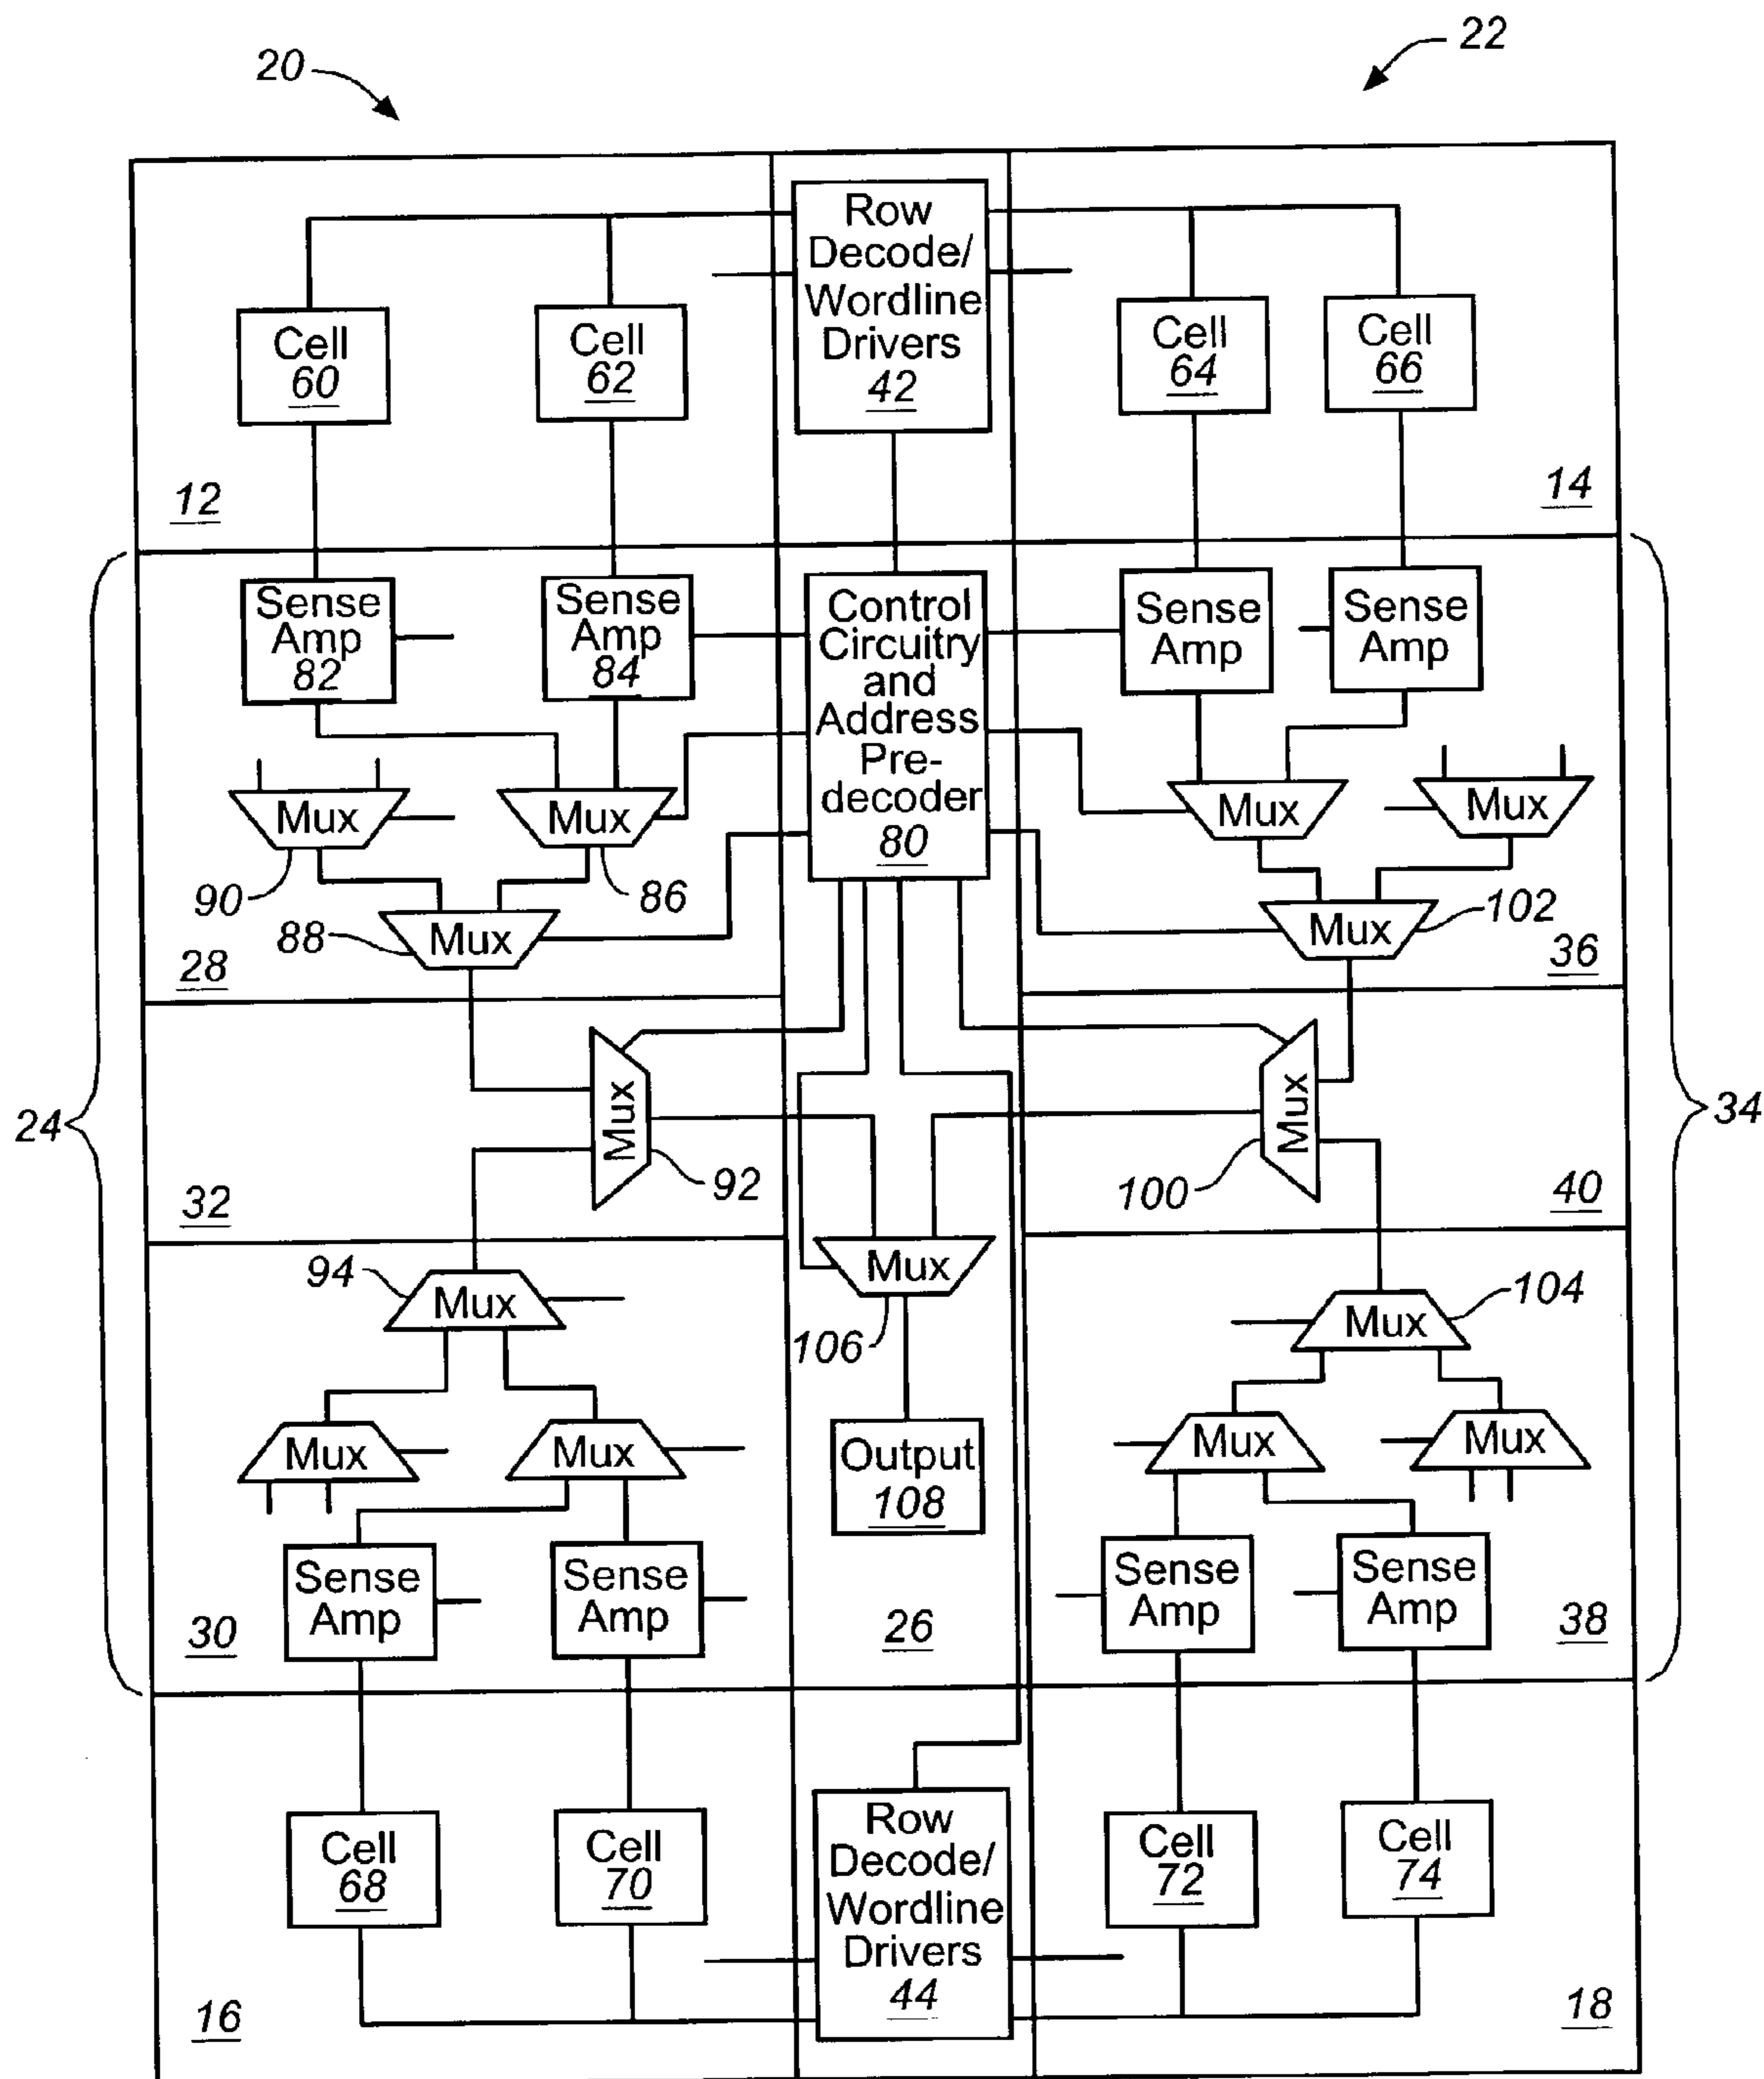 20
22
Row
Decode/
Wordline
Drivers
42
Cell
60
Cell
62
Cell
64
Cell
66
12
14
Sense
Amp
82
Sense
Amp
84
Control
Circuitry
and
Address
Pre-
decoder
80
Sense
Amp
Sense
Amp
Mux
Mux
Mux
Mux
90
86
88
Mux
Mux
102
28
36
24
Mux
92
Mux
100
34
32
40
94
Mux
Mux
106
Mux
104
Mux
Mux
Output
108
Mux
Mux
Sense
Amp
Sense
Amp
Sense
Amp
Sense
Amp
30
26
38
Cell
68
Cell
70
Row
Decode/
Wordline
Drivers
44
Cell
72
Cell
74
16
18